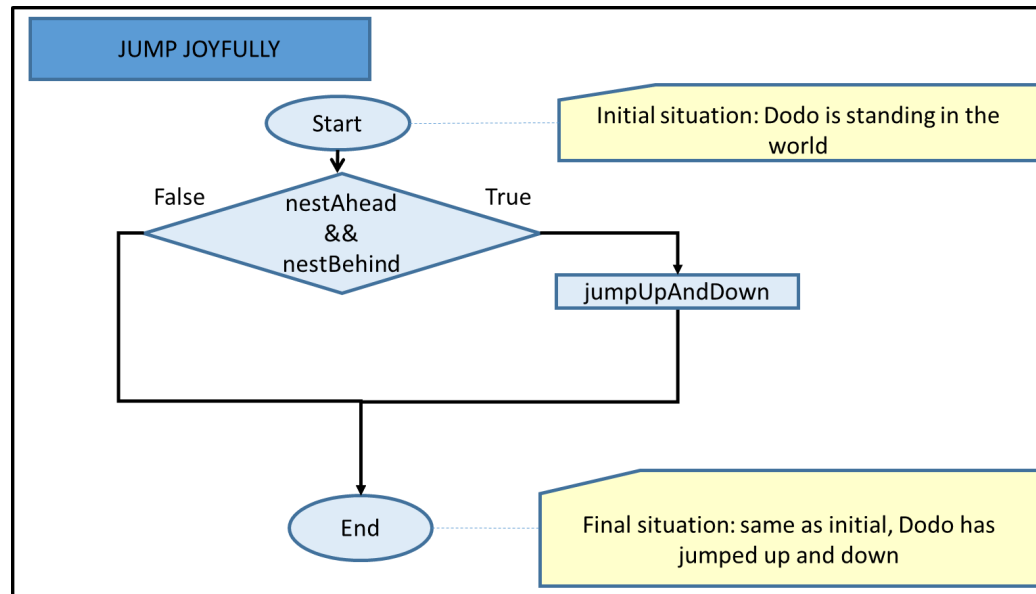 JUMP JOYFULLY
Start
Initial situation: Dodo is standing in the
world
False
True
nestAhead
&&
nestBehind
jumpUpAndDown
End
Final situation: same as initial, Dodo has
jumped up and down